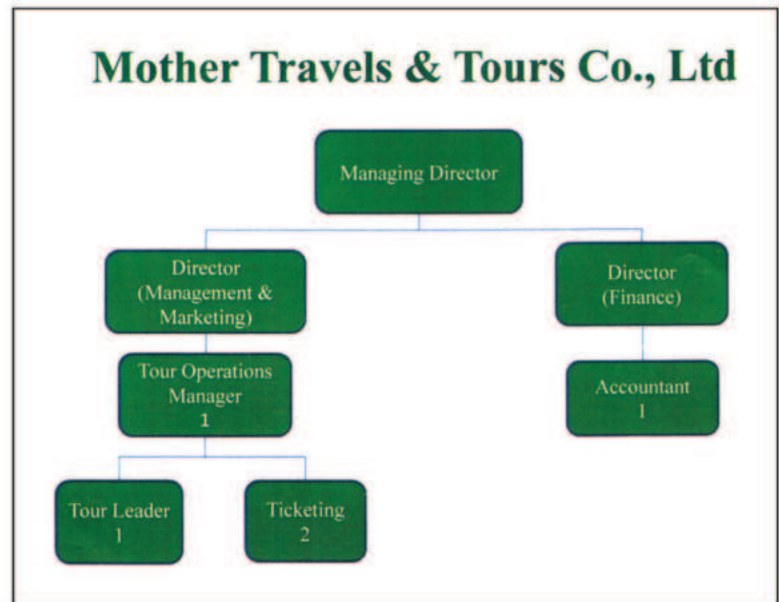 Mother Travels & Tours Co., Ltd
Managing Director
Director
(Management &
Marketing)
Director
(Finance)
Tour Operations
Manager
1
Accountant
1
Tour Leader
1
Ticketing
2